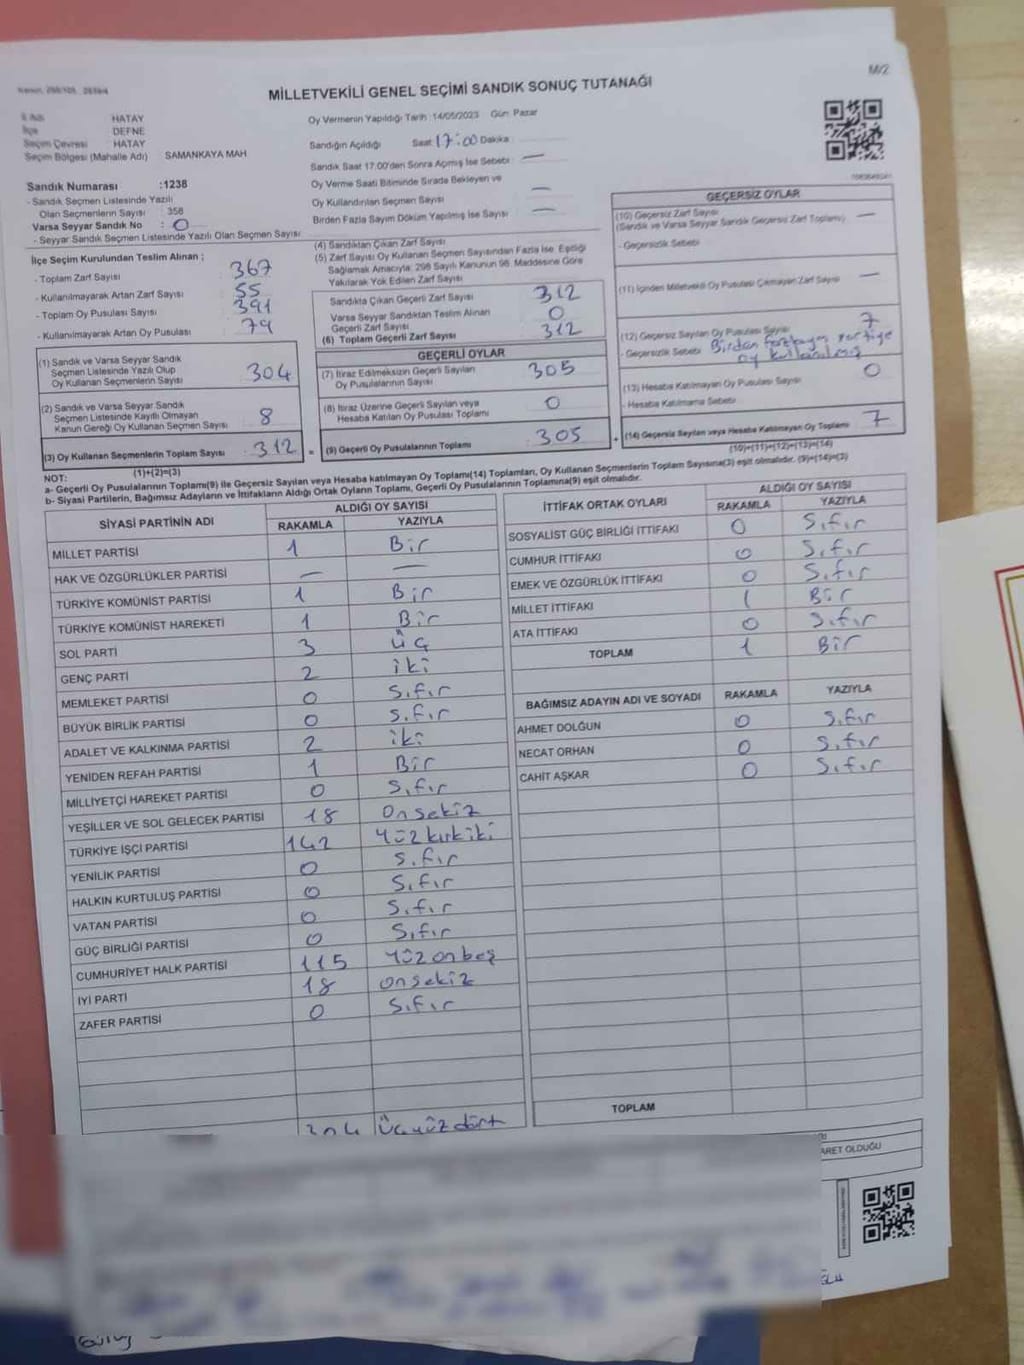 M/2
MİLLETVEKİLİ GENEL SEÇİMİ SANDIK SONUÇ TUTANAĞI
İl Adı HATAY
İlçe DEFNE
Seçim Çevresi HATAY
Seçim Bölgesi (Mahalle Adı) SAMANKAYA MAH
Oy Vermenin Yapıldığı Tarih :14/05/2023 Gün: Pazar
Sandığın Açıldığı Saat 17:00 Dakika :
Sandık Saat 17:00'den Sonra Açmış İse Sebebi : —
Oy Verme Saati Bitiminde Sırada Bekleyen ve
Oy Kullandırılan Seçmen Sayısı —
Birden Fazla Sayım Döküm Yapılmış İse Sayısı : —
Sandık Numarası :1238
- Sandık Seçmen Listesinde Yazılı
Olan Seçmenlerin Sayısı : 358
Varsa Seyyar Sandık No : 0
- Seyyar Sandık Seçmen Listesinde Yazılı Olan Seçmen Sayısı
İlçe Seçim Kurulundan Teslim Alınan ;
- Toplam Zarf Sayısı 367
- Kullanılmayarak Artan Zarf Sayısı 55
- Toplam Oy Pusulası Sayısı 391
- Kullanılmayarak Artan Oy Pusulası 79
(1) Sandık ve Varsa Seyyar Sandık
Seçmen Listesinde Yazılı Olup
Oy Kullanan Seçmenlerin Sayısı 304
(2) Sandık ve Varsa Seyyar Sandık
Seçmen Listesinde Kayıtlı Olmayan
Kanun Gereği Oy Kullanan Seçmen Sayısı 8
(3) Oy Kullanan Seçmenlerin Toplam Sayısı 312
(1)+(2)=(3)
(4) Sandıktan Çıkan Zarf Sayısı
(5) Zarf Sayısı Oy Kullanan Seçmen Sayısından Fazla İse, Eşitliği
Sağlamak Amacıyla; 298 Sayılı Kanunun 98. Maddesine Göre
Yakılarak Yok Edilen Zarf Sayısı
Sandıkta Çıkan Geçerli Zarf Sayısı 312
Varsa Seyyar Sandıktan Teslim Alınan
Geçerli Zarf Sayısı 0
(6) Toplam Geçerli Zarf Sayısı 312
GEÇERLİ OYLAR
(7) İtiraz Edilmeksizin Geçerli Sayılan
Oy Pusulalarının Sayısı 305
(8) İtiraz Üzerine Geçerli Sayılan veya
Hesaba Katılan Oy Pusulası Toplamı 0
= (9) Geçerli Oy Pusulalarının Toplamı 305
GEÇERSİZ OYLAR
(10) Geçersiz Zarf Sayısı —
(Sandık ve Varsa Seyyar Sandık Geçersiz Zarf Toplamı)
- Geçersizlik Sebebi
(11) İçinden Milletvekili Oy Pusulası Çıkmayan Zarf Sayısı —
(12) Geçersiz Sayılan Oy Pusulası Sayısı 7
- Geçersizlik Sebebi Birden fazla partiye
oy kullanılmış
(13) Hesaba Katılmayan Oy Pusulası Sayısı 0
- Hesaba Katılmama Sebebi
+ (14) Geçersiz Sayılan veya Hesaba Katılmayan Oy Toplamı 7
(10)+(11)+(12)+(13)=(14)
NOT:
a- Geçerli Oy Pusulalarının Toplamı(9) ile Geçersiz Sayılan veya Hesaba katılmayan Oy Toplamı(14) Toplamları, Oy Kullanan Seçmenlerin Toplam Sayısına(3) eşit olmalıdır. (9)+(14)=(3)
b- Siyasi Partilerin, Bağımsız Adayların ve İttifakların Aldığı Ortak Oyların Toplamı, Geçerli Oy Pusulalarının Toplamına(9) eşit olmalıdır.
SİYASİ PARTİNİN ADI ALDIĞI OY SAYISI
RAKAMLA YAZIYLA
MİLLET PARTİSİ 1 Bir
HAK VE ÖZGÜRLÜKLER PARTİSİ — —
TÜRKİYE KOMÜNİST PARTİSİ 1 Bir
TÜRKİYE KOMÜNİST HAREKETİ 1 Bir
SOL PARTİ 3 Üç
GENÇ PARTİ 2 iki
MEMLEKET PARTİSİ 0 Sıfır
BÜYÜK BİRLİK PARTİSİ 0 Sıfır
ADALET VE KALKINMA PARTİSİ 2 iki
YENİDEN REFAH PARTİSİ 1 Bir
MİLLİYETÇİ HAREKET PARTİSİ 0 Sıfır
YEŞİLLER VE SOL GELECEK PARTİSİ 18 Onsekiz
TÜRKİYE İŞÇİ PARTİSİ 142 Yüzkırkiki
YENİLİK PARTİSİ 0 Sıfır
HALKIN KURTULUŞ PARTİSİ 0 Sıfır
VATAN PARTİSİ 0 Sıfır
GÜÇ BİRLİĞİ PARTİSİ 0 Sıfır
CUMHURİYET HALK PARTİSİ 115 Yüzonbeş
İYİ PARTİ 18 onsekiz
ZAFER PARTİSİ 0 Sıfır
304 Üçyüzdört
İTTİFAK ORTAK OYLARI ALDIĞI OY SAYISI
RAKAMLA YAZIYLA
SOSYALİST GÜÇ BİRLİĞİ İTTİFAKI 0 Sıfır
CUMHUR İTTİFAKI 0 Sıfır
EMEK VE ÖZGÜRLÜK İTTİFAKI 0 Sıfır
MİLLET İTTİFAKI 1 Bir
ATA İTTİFAKI 0 Sıfır
TOPLAM 1 Bir
BAĞIMSIZ ADAYIN ADI VE SOYADI RAKAMLA YAZIYLA
AHMET DOLĞUN 0 Sıfır
NECAT ORHAN 0 Sıfır
CAHİT AŞKAR 0 Sıfır
TOPLAM
ARET OLDUĞU